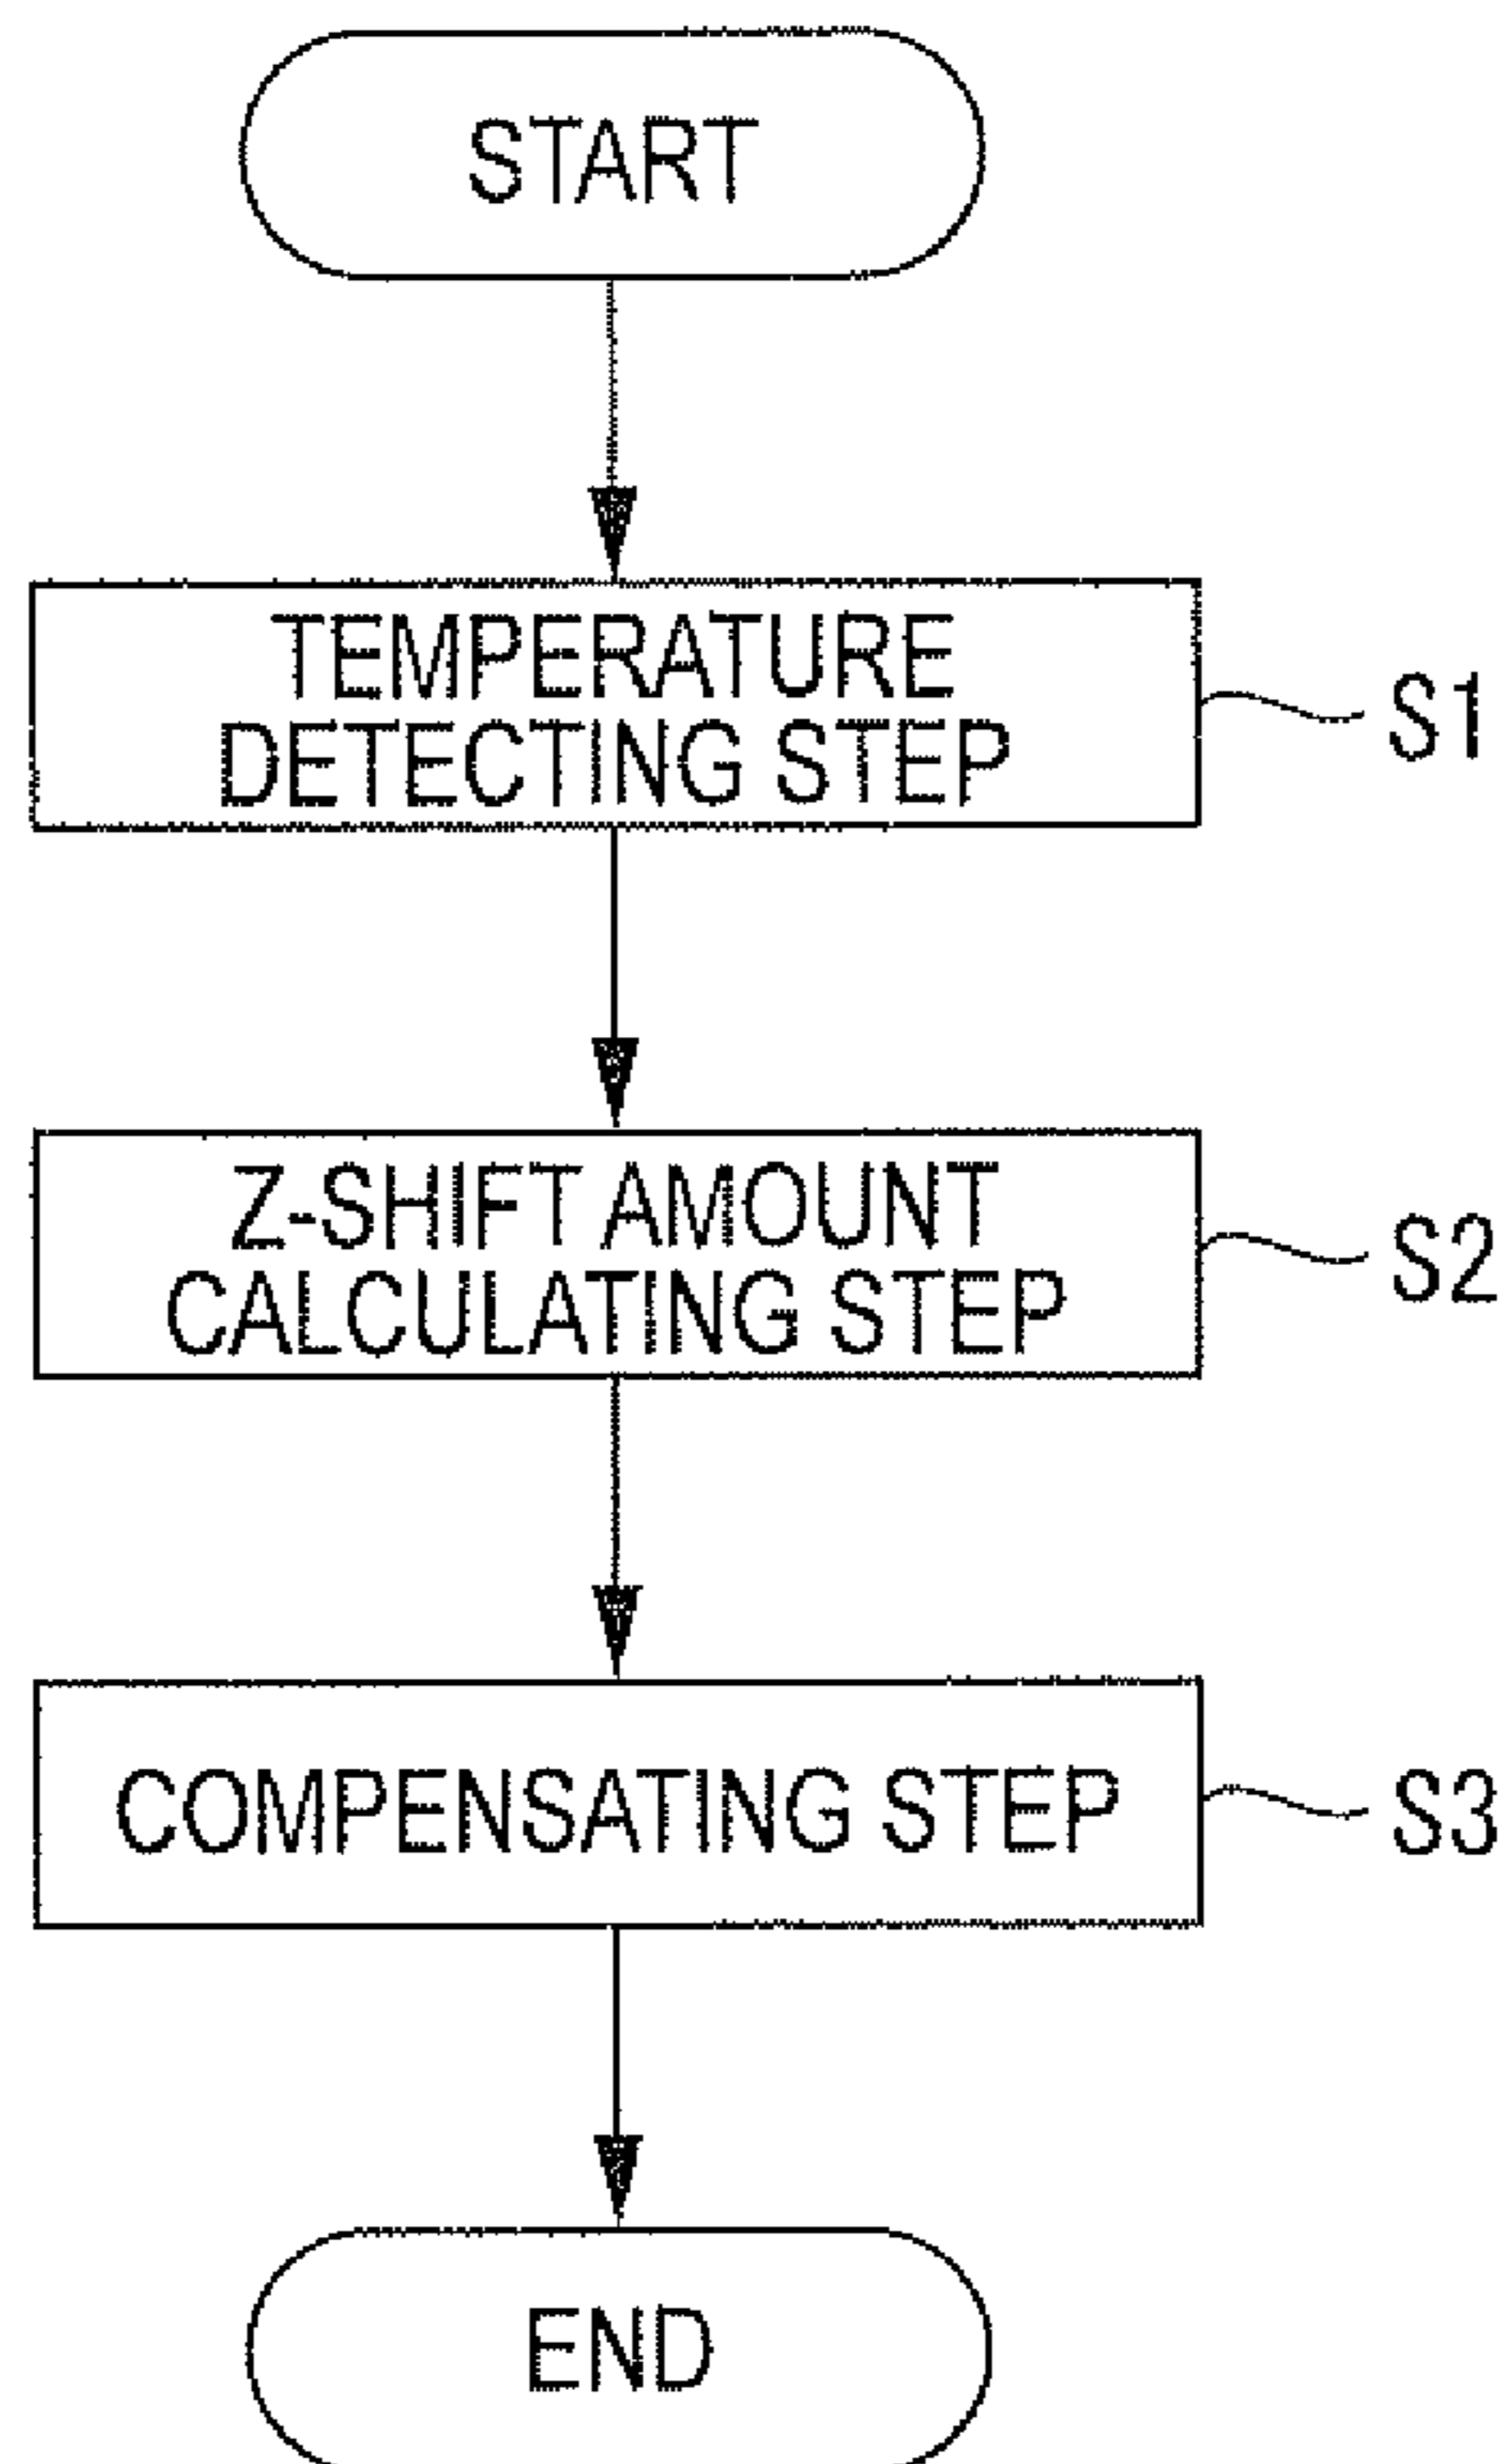 START
TEMPERATURE
DETECTING STEP
S1
Z-SHIFT AMOUNT
CALCULATING STEP
S2
COMPENSATING STEP
S3
END